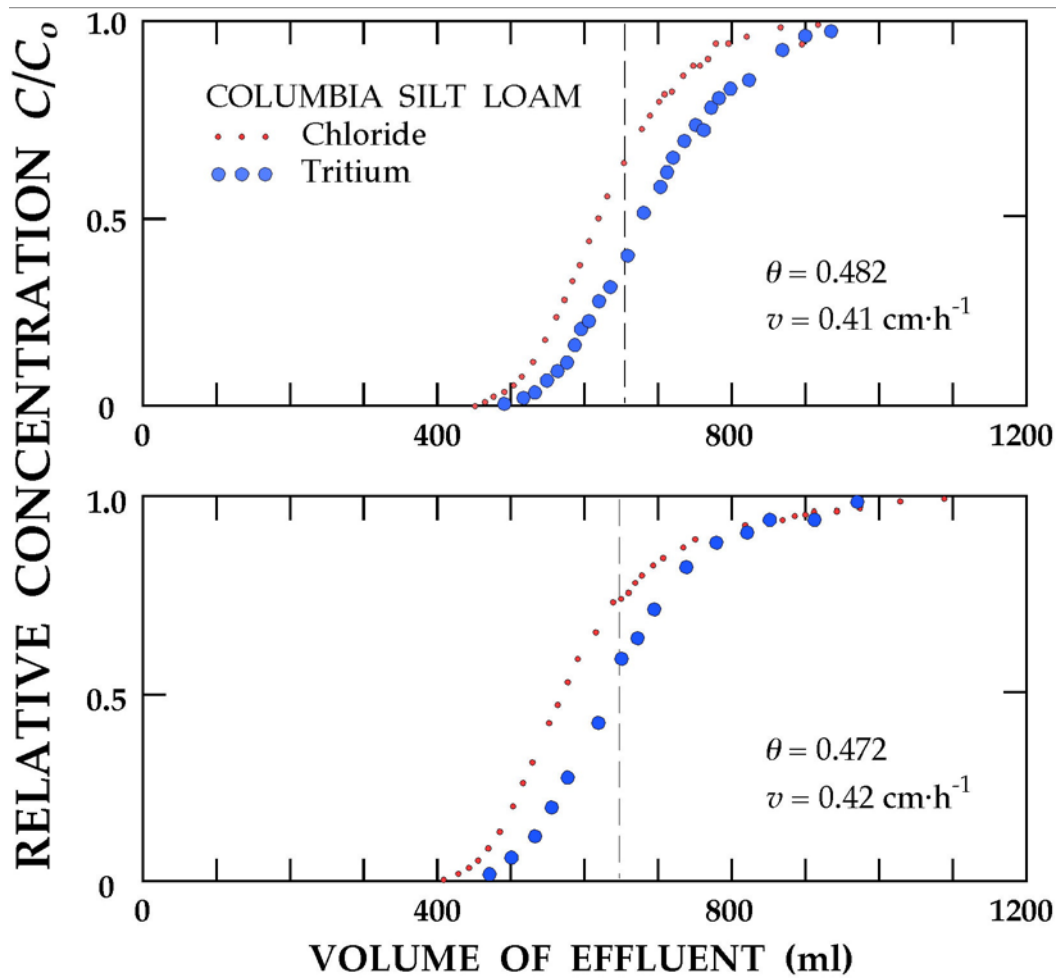 RELATIVE CONCENTRATION C/Cₒ
1.0
COLUMBIA SILT LOAM
Chloride
Tritium
0.5
θ = 0.482
v = 0.41 cm·h⁻¹
0
0 400 800 1200
1.0
0.5
θ = 0.472
v = 0.42 cm·h⁻¹
0
0 400 800 1200
VOLUME OF EFFLUENT (ml)